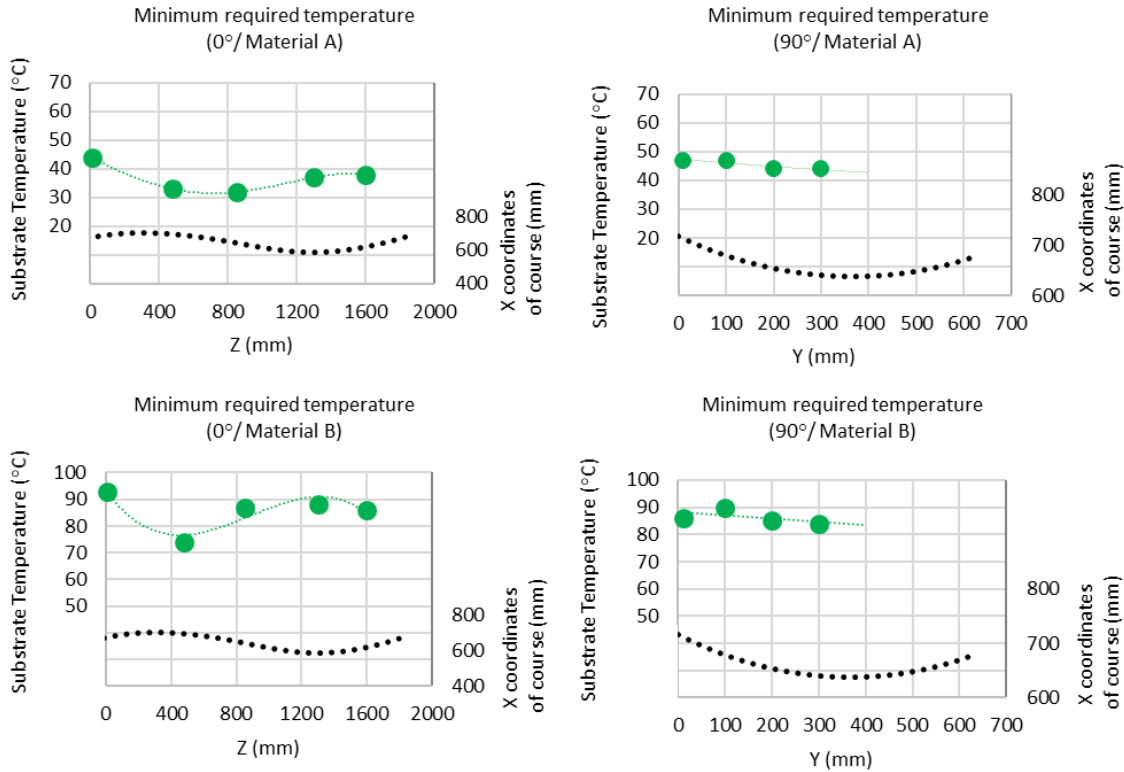 Minimum required temperature
(0°/ Material A)
Substrate Temperature (°C)
70
60
50
40
30
20
800
600
400
X coordinates
of course (mm)
0 400 800 1200 1600 2000
Z (mm)
Minimum required temperature
(90°/ Material A)
Substrate Temperature (°C)
70
60
50
40
30
20
800
700
600
X coordinates
of course (mm)
0 100 200 300 400 500 600 700
Y (mm)
Minimum required temperature
(0°/ Material B)
Substrate Temperature (°C)
100
90
80
70
60
50
800
600
400
X coordinates
of course (mm)
0 400 800 1200 1600 2000
Z (mm)
Minimum required temperature
(90°/ Material B)
Substrate Temperature (°C)
100
90
80
70
60
50
800
700
600
X coordinates
of course (mm)
0 100 200 300 400 500 600 700
Y (mm)